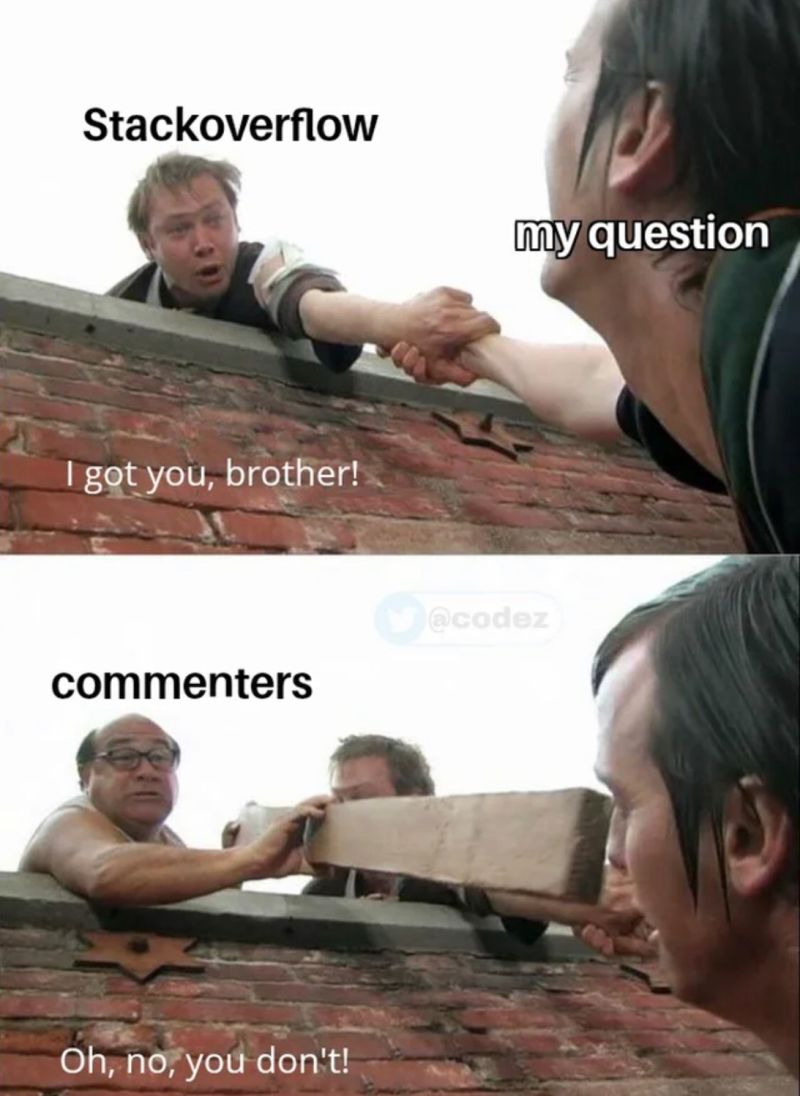 Stackoverflow
my question
I got you, brother!
@codez
commenters
Oh, no, you don't!